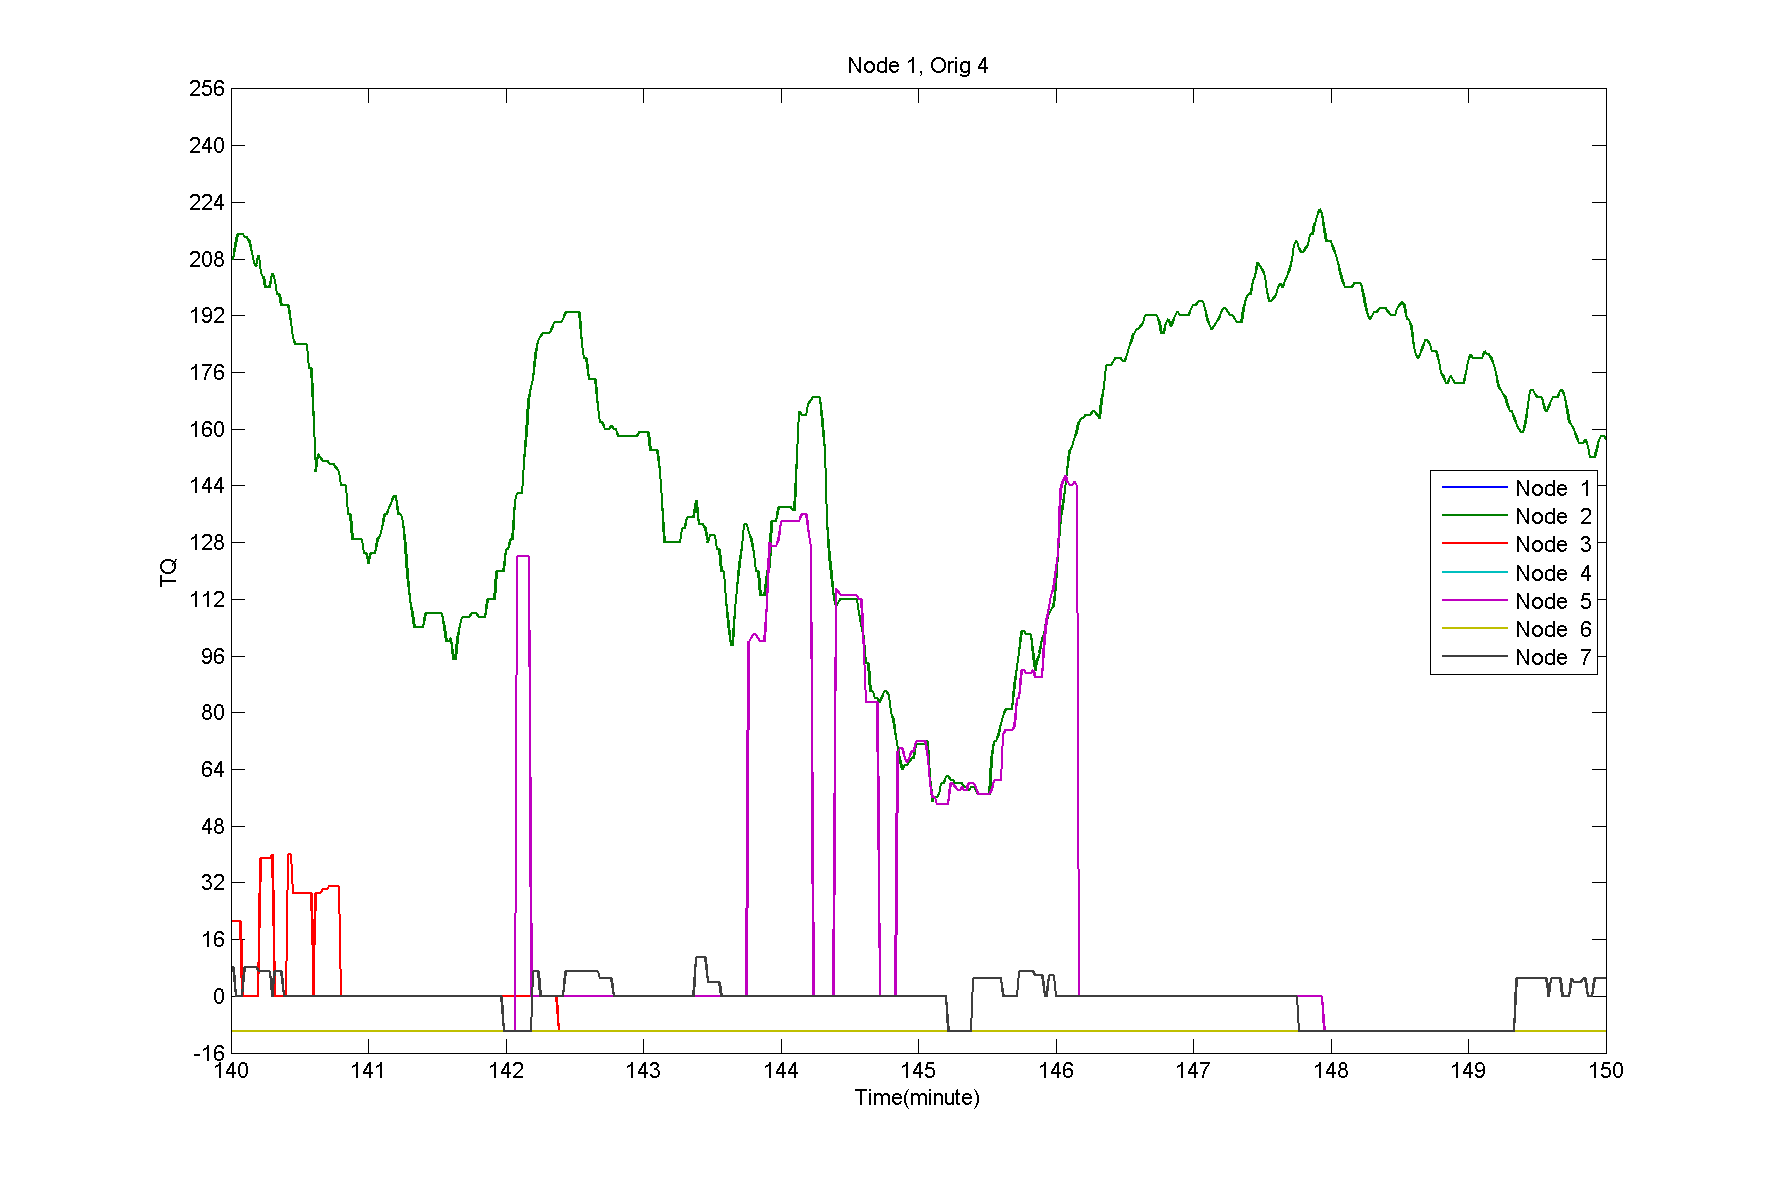 Node 1, Orig 4
256
240
224
208
192
176
160
144
128
112
96
80
64
48
32
16
0
-16
TQ
Node 1
Node 2
Node 3
Node 4
Node 5
Node 6
Node 7
140 141 142 143 144 145 146 147 148 149 150
Time(minute)